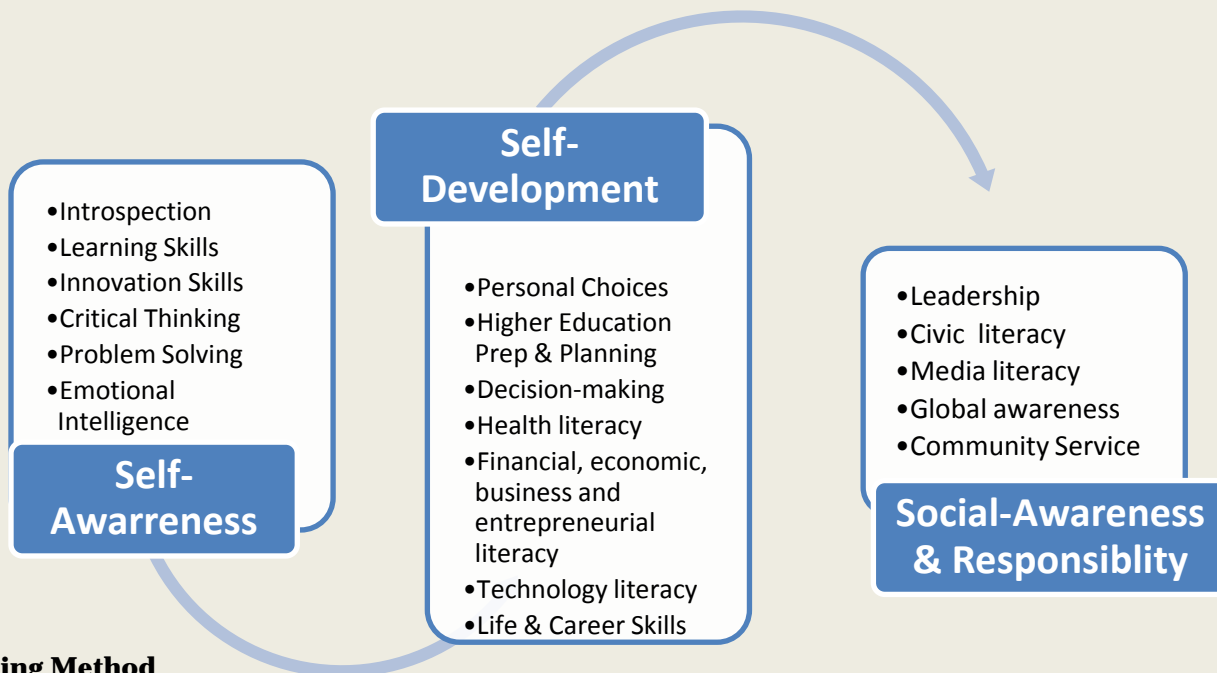 •Introspection
•Learning Skills
•Innovation Skills
•Critical Thinking
•Problem Solving
•Emotional
Intelligence
Self-
Awarreness
Self-
Development
•Personal Choices
•Higher Education
Prep & Planning
•Decision-making
•Health literacy
•Financial, economic,
business and
entrepreneurial
literacy
•Technology literacy
•Life & Career Skills
•Leadership
•Civic literacy
•Media literacy
•Global awareness
•Community Service
Social-Awareness
& Responsiblity
ing Method